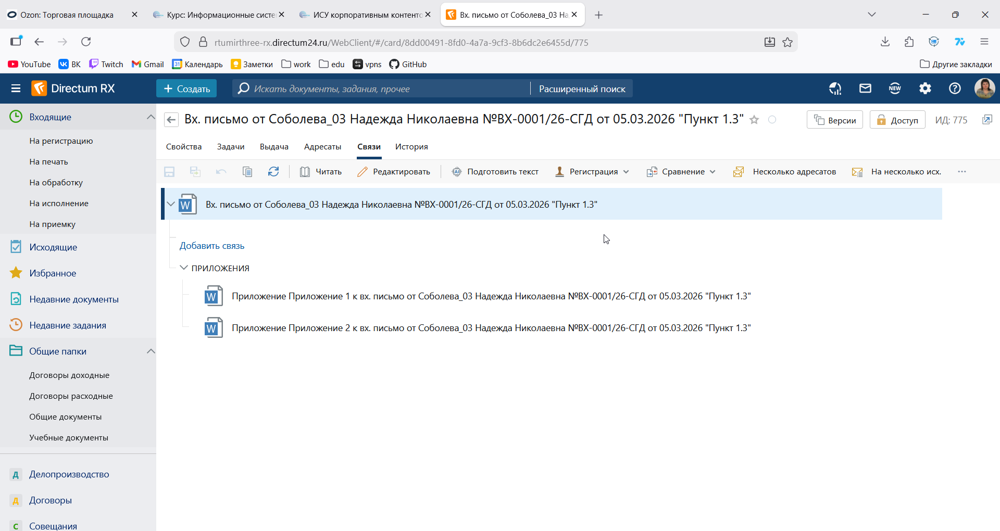 Ozon: Торговая площадка
Курс: Информационные систе
ИСУ корпоративным контенто
Вх. письмо от Соболева_03 На
rtumirthree-rx.directum24.ru/WebClient/#/card/8dd00491-8fd0-4a7a-9cf3-8b6dc2e6455d/775
YouTube ВК Twitch Gmail 31 Календарь Заметки work edu vpns GitHub Другие закладки
Directum RX
Создать
Искать документы, задания, прочее
Расширенный поиск
NEW
Входящие
На регистрацию
На печать
На обработку
На исполнение
На приемку
Исходящие
Избранное
Недавние документы
Недавние задания
Общие папки
Договоры доходные
Договоры расходные
Общие документы
Учебные документы
Д Делопроизводство
Д Договоры
С Совещания
Вх. письмо от Соболева_03 Надежда Николаевна №ВХ-0001/26-СГД от 05.03.2026 "Пункт 1.3"
Версии
Доступ
ИД: 775
Свойства Задачи Выдача Адресаты Связи История
Читать Редактировать AI Подготовить текст Регистрация Сравнение Несколько адресатов На несколько исх.
W Вх. письмо от Соболева_03 Надежда Николаевна №ВХ-0001/26-СГД от 05.03.2026 "Пункт 1.3"
Добавить связь
ПРИЛОЖЕНИЯ
W Приложение Приложение 1 к вх. письмо от Соболева_03 Надежда Николаевна №ВХ-0001/26-СГД от 05.03.2026 "Пункт 1.3"
W Приложение Приложение 2 к вх. письмо от Соболева_03 Надежда Николаевна №ВХ-0001/26-СГД от 05.03.2026 "Пункт 1.3"